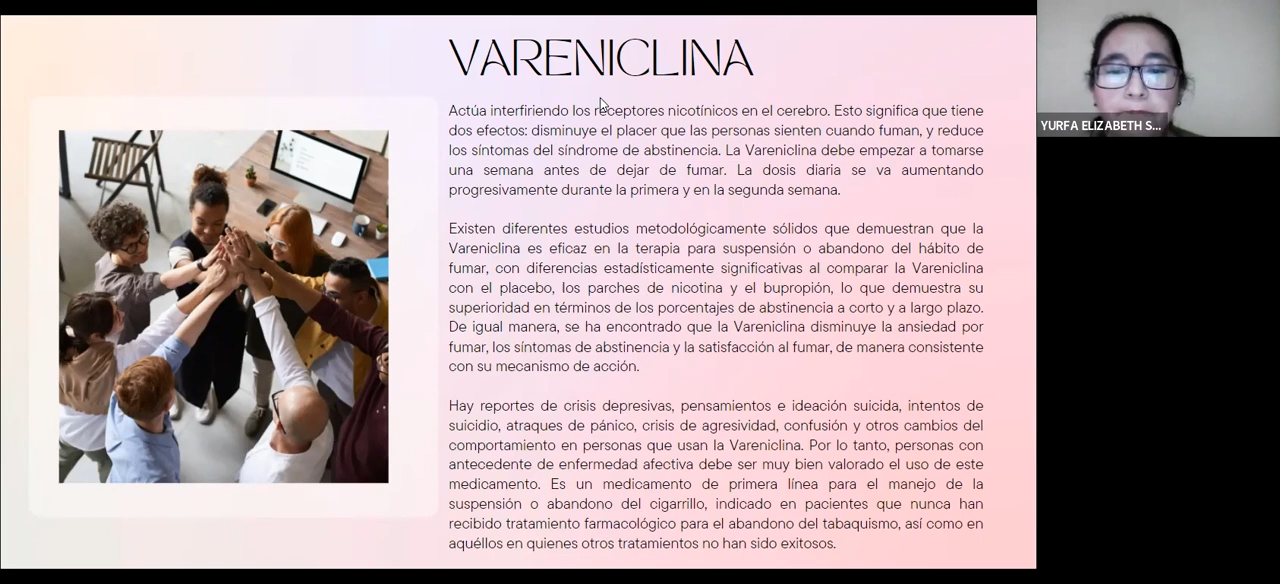 VARENICLINA
Actúa interfiriendo los receptores nicotínicos en el cerebro. Esto significa que tiene
dos efectos: disminuye el placer que las personas sienten cuando fuman, y reduce
los síntomas del síndrome de abstinencia. La Vareniclina debe empezar a tomarse
una semana antes de dejar de fumar. La dosis diaria se va aumentando
progresivamente durante la primera y en la segunda semana.
Existen diferentes estudios metodológicamente sólidos que demuestran que la
Vareniclina es eficaz en la terapia para suspensión o abandono del hábito de
fumar, con diferencias estadísticamente significativas al comparar la Vareniclina
con el placebo, los parches de nicotina y el bupropión, lo que demuestra su
superioridad en términos de los porcentajes de abstinencia a corto y a largo plazo.
De igual manera, se ha encontrado que la Vareniclina disminuye la ansiedad por
fumar, los síntomas de abstinencia y la satisfacción al fumar, de manera consistente
con su mecanismo de acción.
Hay reportes de crisis depresivas, pensamientos e ideación suicida, intentos de
suicidio, atraques de pánico, crisis de agresividad, confusión y otros cambios del
comportamiento en personas que usan la Vareniclina. Por lo tanto, personas con
antecedente de enfermedad afectiva debe ser muy bien valorado el uso de este
medicamento. Es un medicamento de primera línea para el manejo de la
suspensión o abandono del cigarrillo, indicado en pacientes que nunca han
recibido tratamiento farmacológico para el abandono del tabaquismo, así como en
aquéllos en quienes otros tratamientos no han sido exitosos.
YURFA ELIZABETH S...